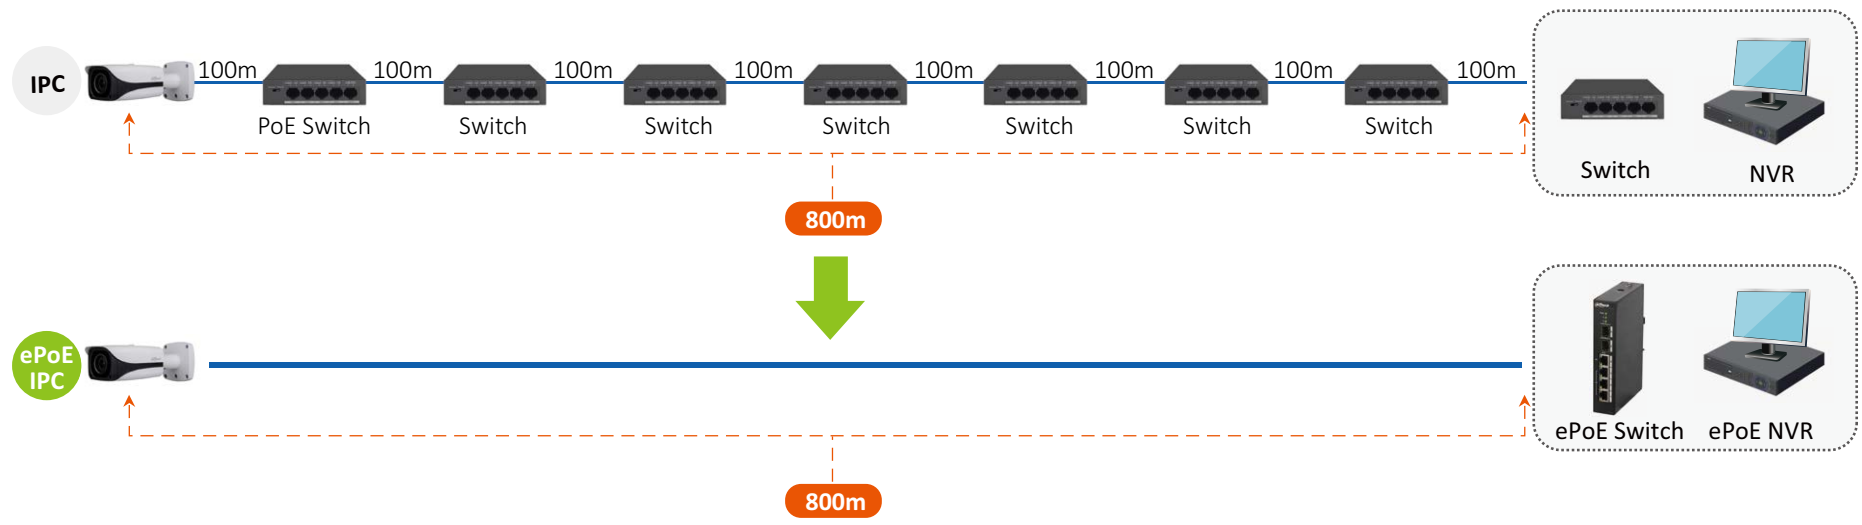 IPC
100m 100m 100m 100m 100m 100m 100m 100m
PoE Switch Switch Switch Switch Switch Switch Switch
Switch NVR
800m
ePoE
IPC
ePoE Switch ePoE NVR
800m